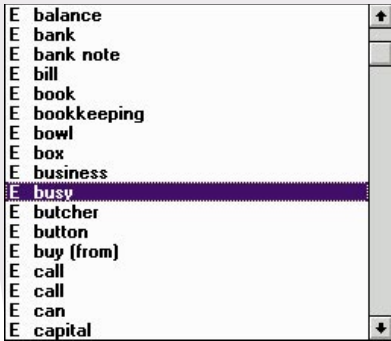 E balance
E bank
E bank note
E bill
E book
E bookkeeping
E bowl
E box
E business
E busy
E butcher
E button
E buy (from)
E call
E call
E can
E capital